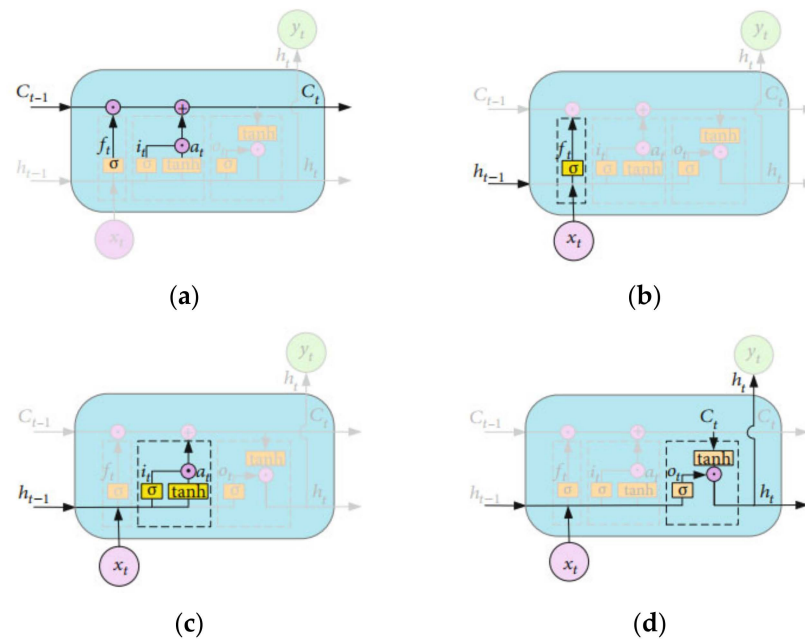 y_t
h_t
C_{t-1} C_t
f_t i_t a_t o_t tanh
σ σ tanh σ
h_{t-1} h_t
x_t
(a)
y_t
h_t
C_{t-1} C_t
f_t i_t a_t o_t tanh
σ σ tanh σ
h_{t-1} h_t
x_t
(b)
y_t
h_t
C_{t-1} C_t
f_t i_t a_t o_t tanh
σ σ tanh σ
h_{t-1} h_t
x_t
(c)
y_t
h_t
C_{t-1} C_t C_t
f_t i_t a_t o_t tanh
σ σ tanh σ
h_{t-1} h_t
x_t
(d)